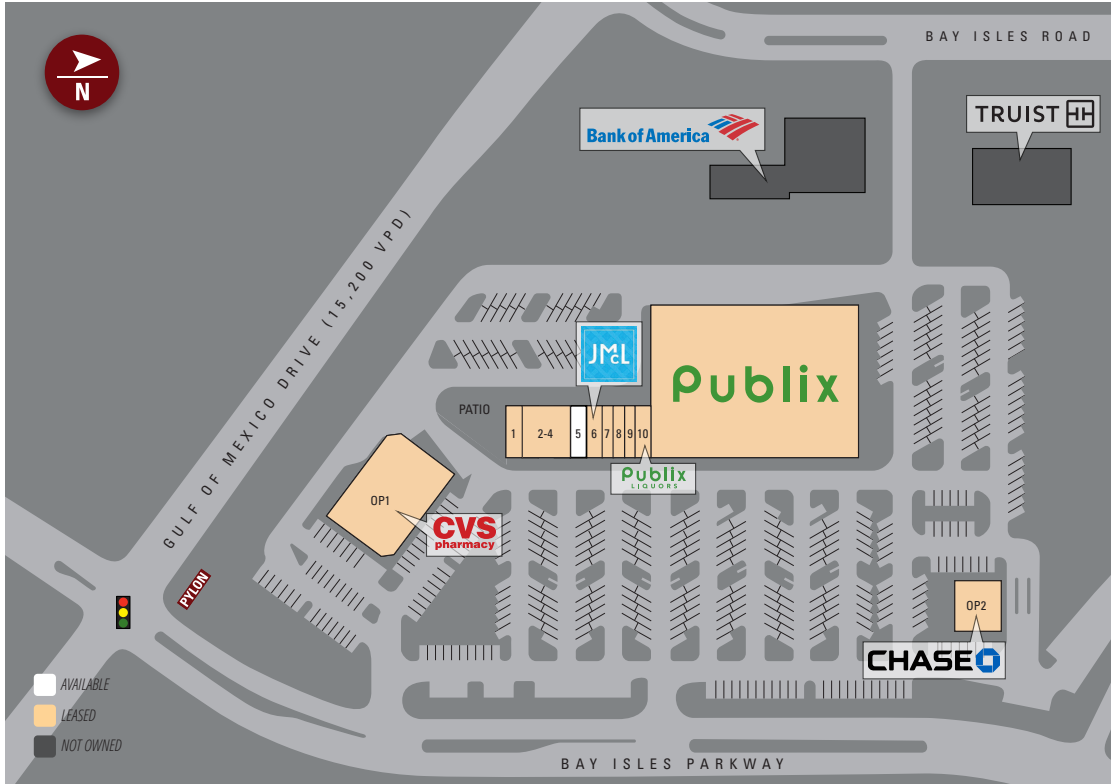 BAY ISLES ROAD
N
TRUIST
Bank of America
GULF OF MEXICO DRIVE (15,200 VPD)
JMcL
Publix
PATIO
1
2-4
5
6
7
8
9
10
Publix
LIQUORS
OP1
CVS
pharmacy
PYLON
OP2
CHASE
AVAILABLE
LEASED
NOT OWNED
BAY ISLES PARKWAY